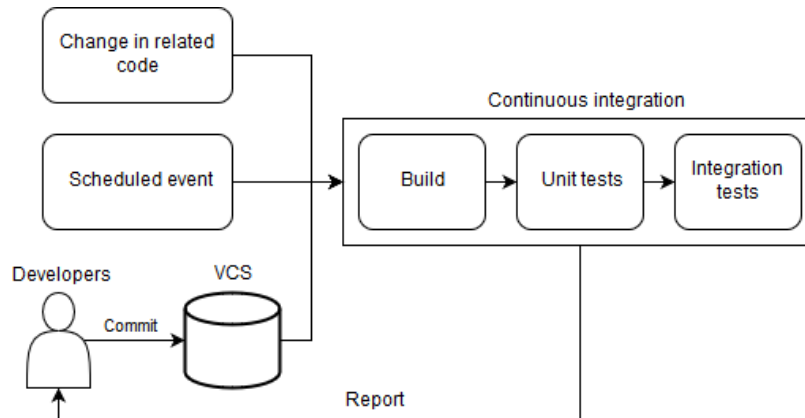 Change in related
code
Continuous integration
Scheduled event
Build
Unit tests
Integration
tests
Developers
VCS
Commit
Report